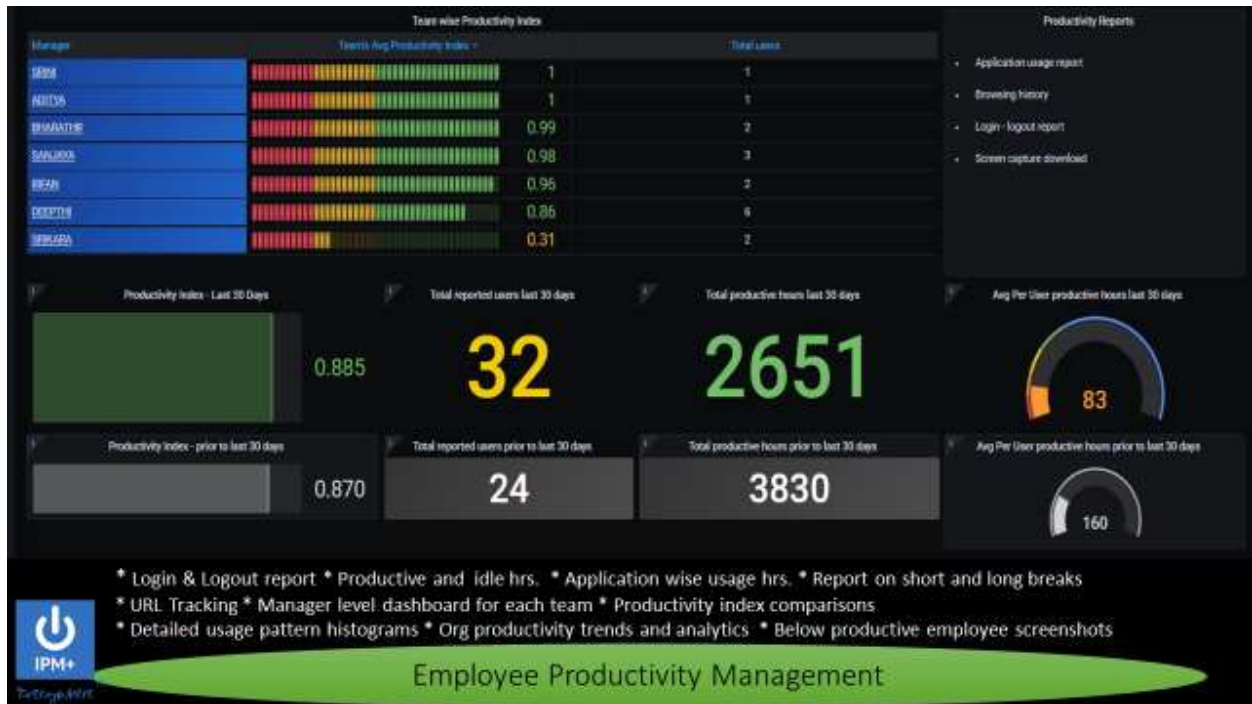 Team wise Productivity Index
Manager Team's Avg Productivity Index Total users
SRINI 1 1
ADITYA 1 1
BHARATHE 0.99 2
0.98 3
0.96 2
DEEPTHI 0.86 6
SRIKARA 0.31 2
Productivity Reports
Application usage report
Browsing history
Login - logout report
Screen capture download
Productivity Index - Last 30 Days
0.885
Total reported users last 30 days
32
Total productive hours last 30 days
2651
Avg Per User productive hours last 30 days
83
Productivity Index - prior to last 30 days
0.870
Total reported users prior to last 30 days
24
Total productive hours prior to last 30 days
3830
Avg Per User productive hours prior to last 30 days
160
* Login & Logout report * Productive and idle hrs. * Application wise usage hrs. * Report on short and long breaks
* URL Tracking * Manager level dashboard for each team * Productivity index comparisons
* Detailed usage pattern histograms * Org productivity trends and analytics * Below productive employee screenshots
IPM+
Employee Productivity Management